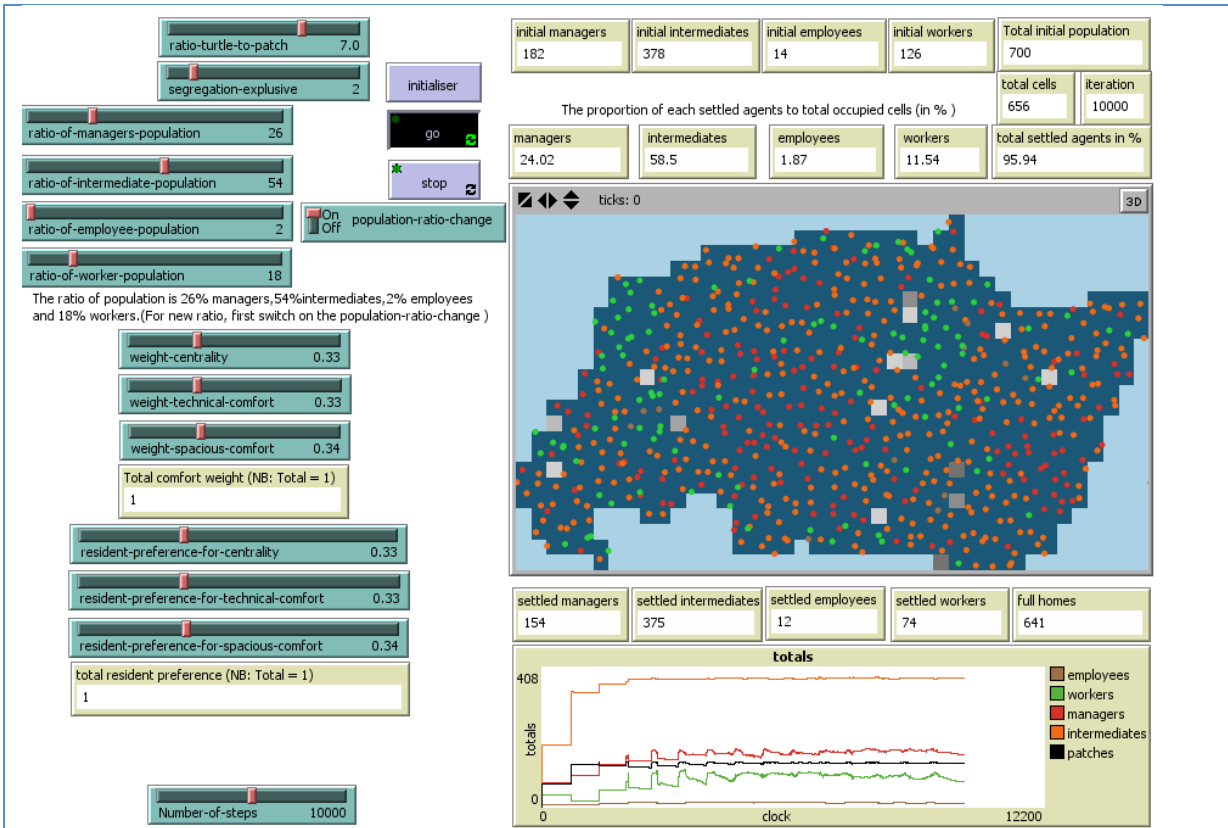 ratio-turtle-to-patch 7.0
segregation-explusive 2
initialiser
ratio-of-managers-population 26
go
ratio-of-intermediate-population 54
stop
ratio-of-employee-population 2
On
Off
population-ratio-change
ratio-of-worker-population 18
The ratio of population is 26% managers,54%intermediates,2% employees
and 18% workers.(For new ratio, first switch on the population-ratio-change )
weight-centrality 0.33
weight-technical-comfort 0.33
weight-spacious-comfort 0.34
Total comfort weight (NB: Total = 1)
1
resident-preference-for-centrality 0.33
resident-preference-for-technical-comfort 0.33
resident-preference-for-spacious-comfort 0.34
total resident preference (NB: Total = 1)
1
Number-of-steps 10000
initial managers
182
initial intermediates
378
initial employees
14
initial workers
126
Total initial population
700
total cells
656
iteration
10000
The proportion of each settled agents to total occupied cells (in % )
managers
24.02
intermediates
58.5
employees
1.87
workers
11.54
total settled agents in %
95.94
ticks: 0
3D
settled managers
154
settled intermediates
375
settled employees
12
settled workers
74
full homes
641
totals
408
totals
0
0
clock
12200
employees
workers
managers
intermediates
patches